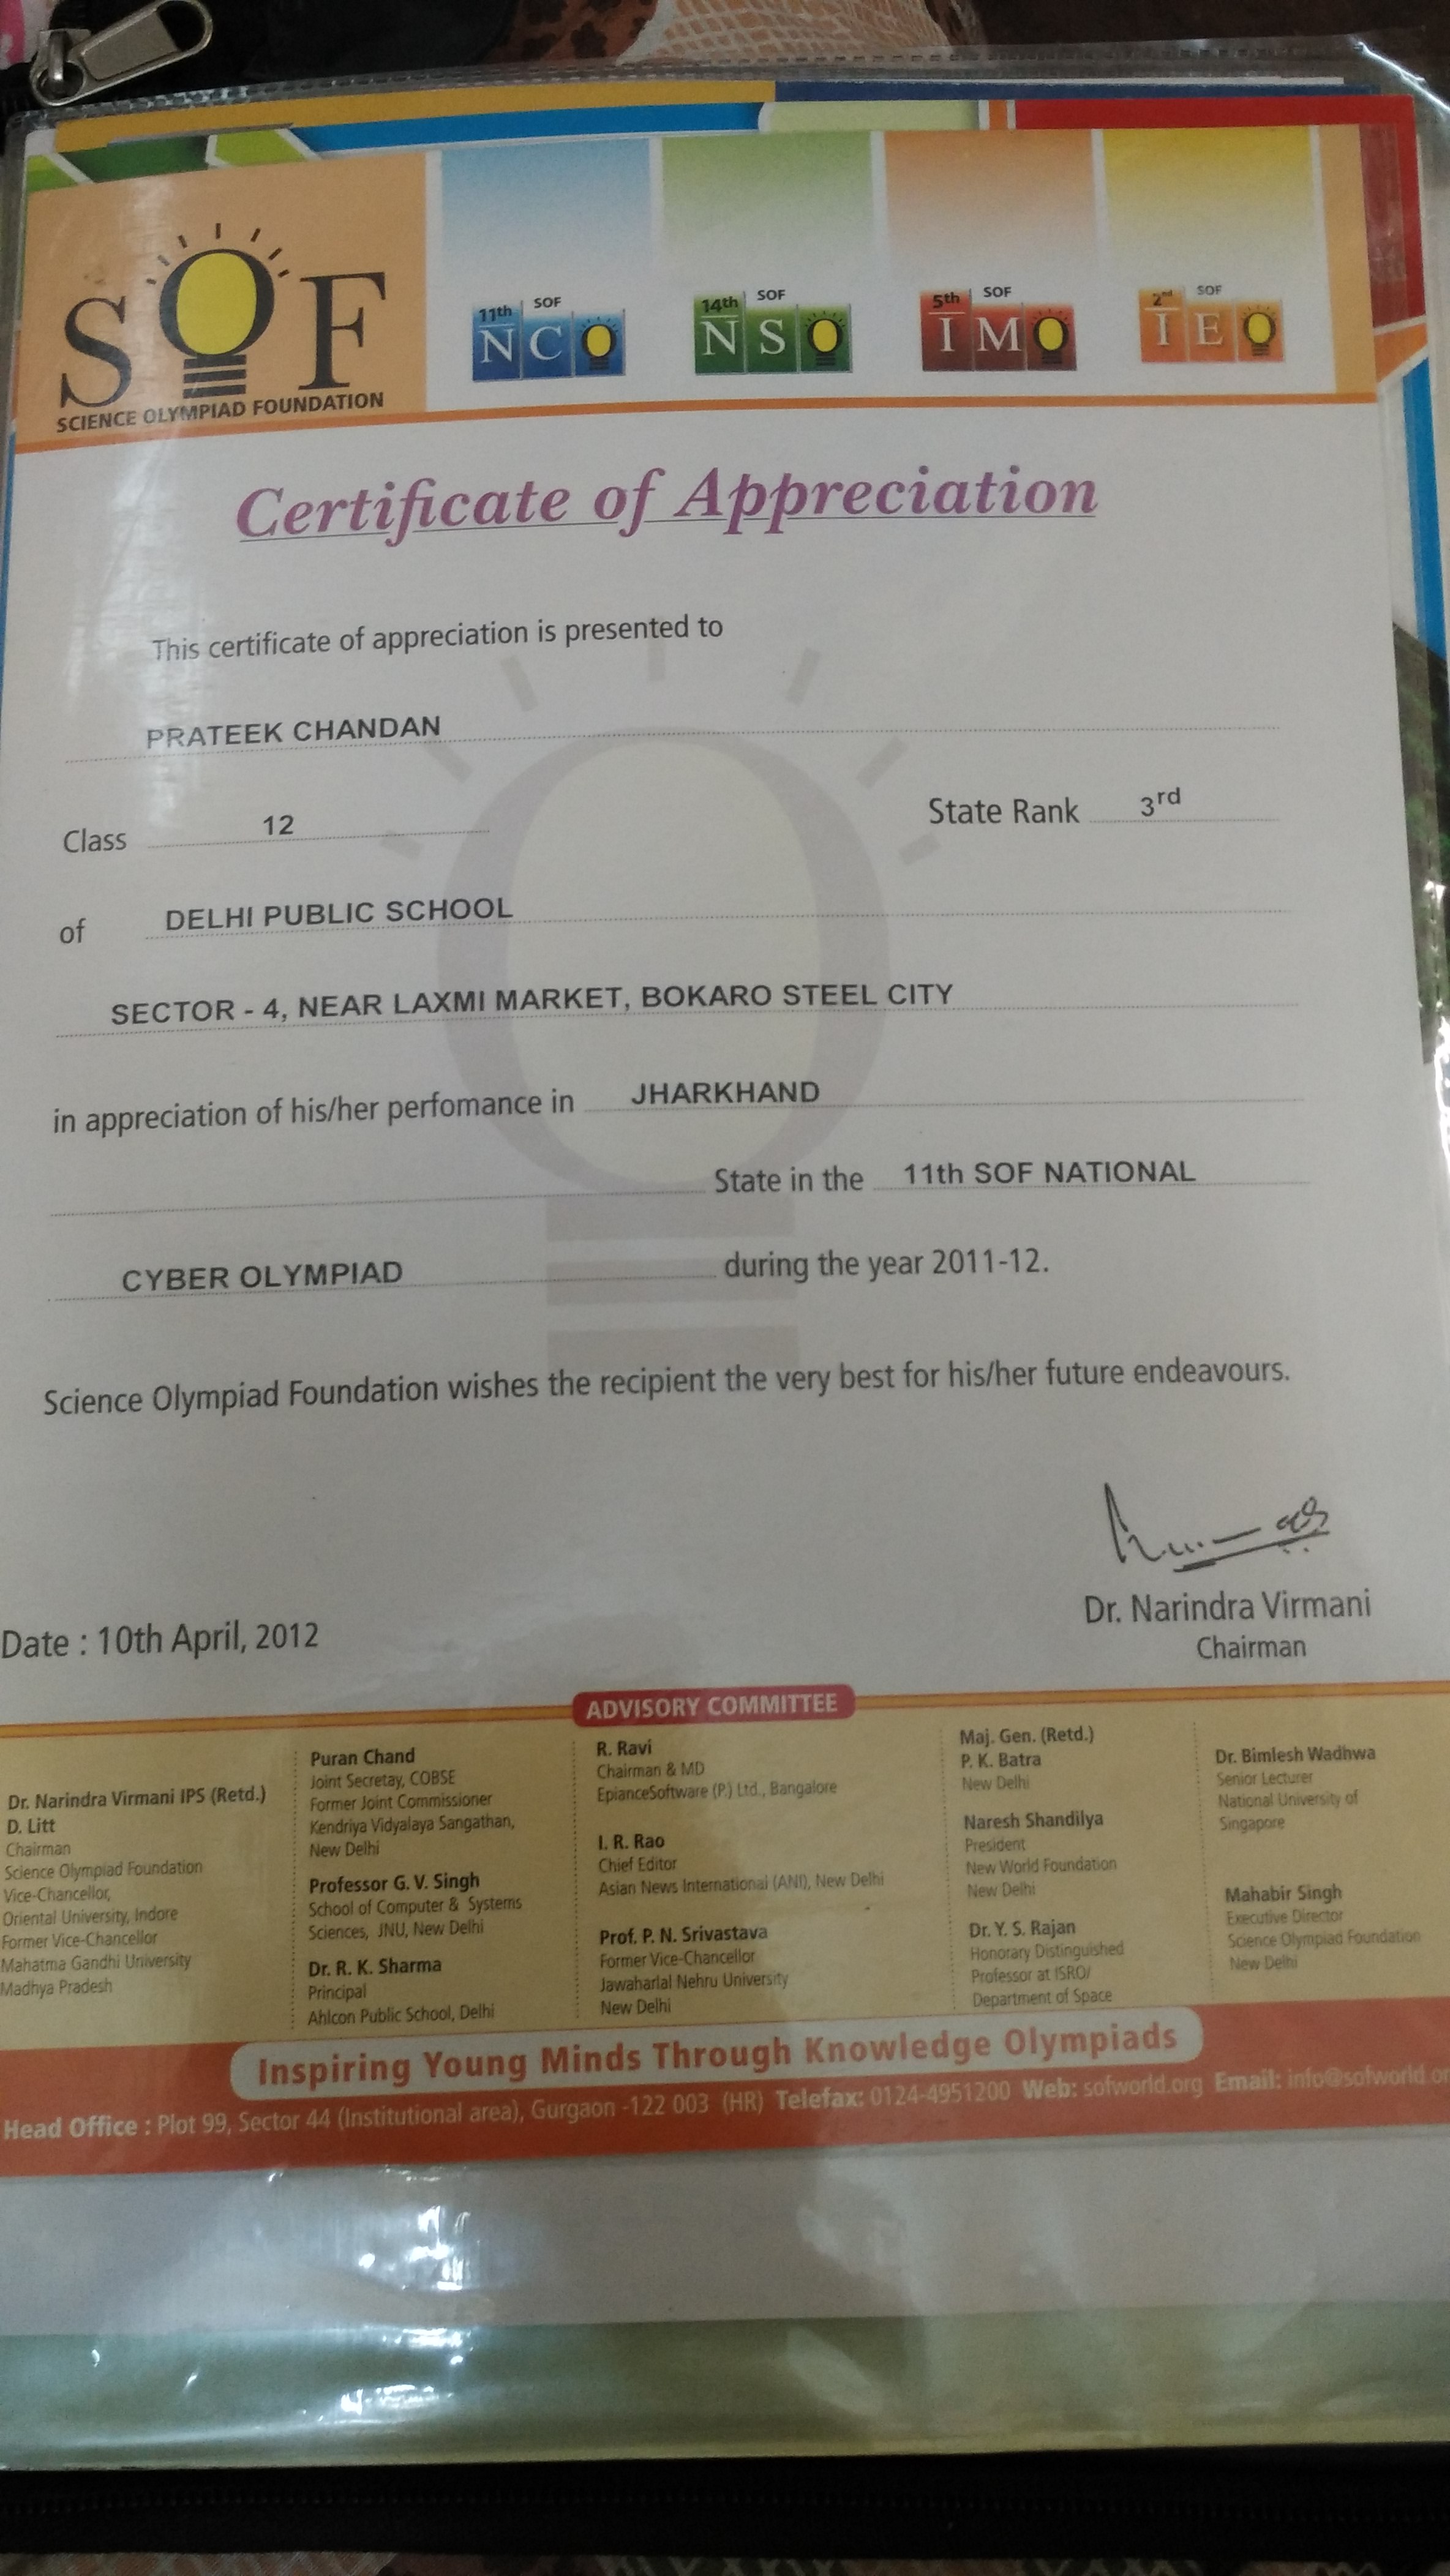 SOF
SCIENCE OLYMPIAD FOUNDATION
11th SOF
NCO
14th SOF
NSO
5th SOF
IMO
2nd SOF
IEO
Certificate of Appreciation
This certificate of appreciation is presented to
PRATEEK CHANDAN
Class 12 State Rank 3rd
of DELHI PUBLIC SCHOOL
SECTOR - 4, NEAR LAXMI MARKET, BOKARO STEEL CITY
in appreciation of his/her perfomance in JHARKHAND
State in the 11th SOF NATIONAL
CYBER OLYMPIAD during the year 2011-12.
Science Olympiad Foundation wishes the recipient the very best for his/her future endeavours.
Dr. Narindra Virmani
Chairman
Date : 10th April, 2012
ADVISORY COMMITTEE
Dr. Narindra Virmani IPS (Retd.)
D. Litt
Chairman
Science Olympiad Foundation
Vice-Chancellor,
Oriental University, Indore
Former Vice-Chancellor
Mahatma Gandhi University
Madhya Pradesh
Puran Chand
Joint Secretay, COBSE
Former Joint Commissioner
Kendriya Vidyalaya Sangathan,
New Delhi
Professor G. V. Singh
School of Computer & Systems
Sciences, JNU, New Delhi
Dr. R. K. Sharma
Principal
Ahlcon Public School, Delhi
R. Ravi
Chairman & MD
EpianceSoftware (P.) Ltd., Bangalore
I. R. Rao
Chief Editor
Asian News International (ANI), New Delhi
Prof. P. N. Srivastava
Former Vice-Chancellor
Jawaharlal Nehru University
New Delhi
Maj. Gen. (Retd.)
P. K. Batra
New Delhi
Naresh Shandilya
President
New World Foundation
New Delhi
Dr. Y. S. Rajan
Honorary Distinguished
Professor at ISRO/
Department of Space
Dr. Bimlesh Wadhwa
Senior Lecturer
National University of
Singapore
Mahabir Singh
Executive Director
Science Olympiad Foundation
New Delhi
Inspiring Young Minds Through Knowledge Olympiads
Head Office : Plot 99, Sector 44 (Institutional area), Gurgaon -122 003 (HR) Telefax: 0124-4951200 Web: sofworld.org Email: info@sofworld.or